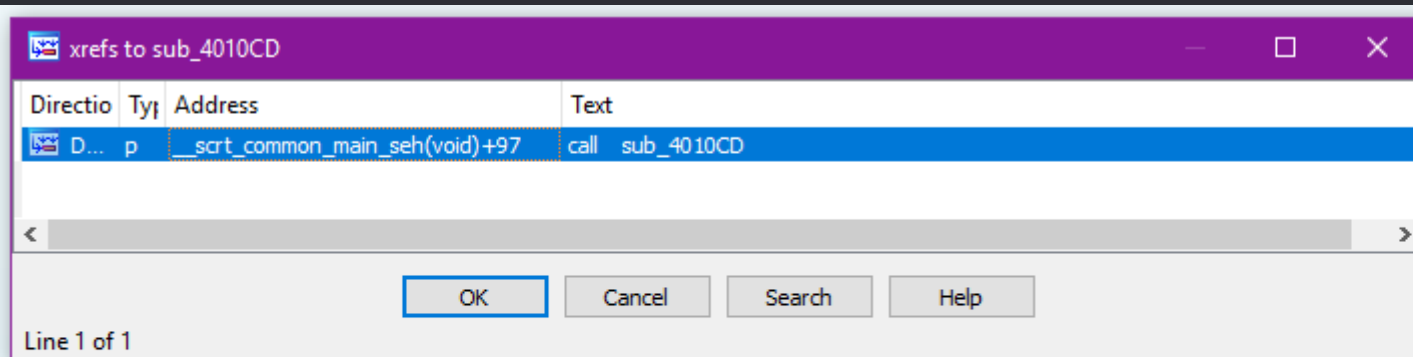 xrefs to sub_4010CD
Directio Typ Address Text
D... p __scrt_common_main_seh(void)+97 call sub_4010CD
OK Cancel Search Help
Line 1 of 1